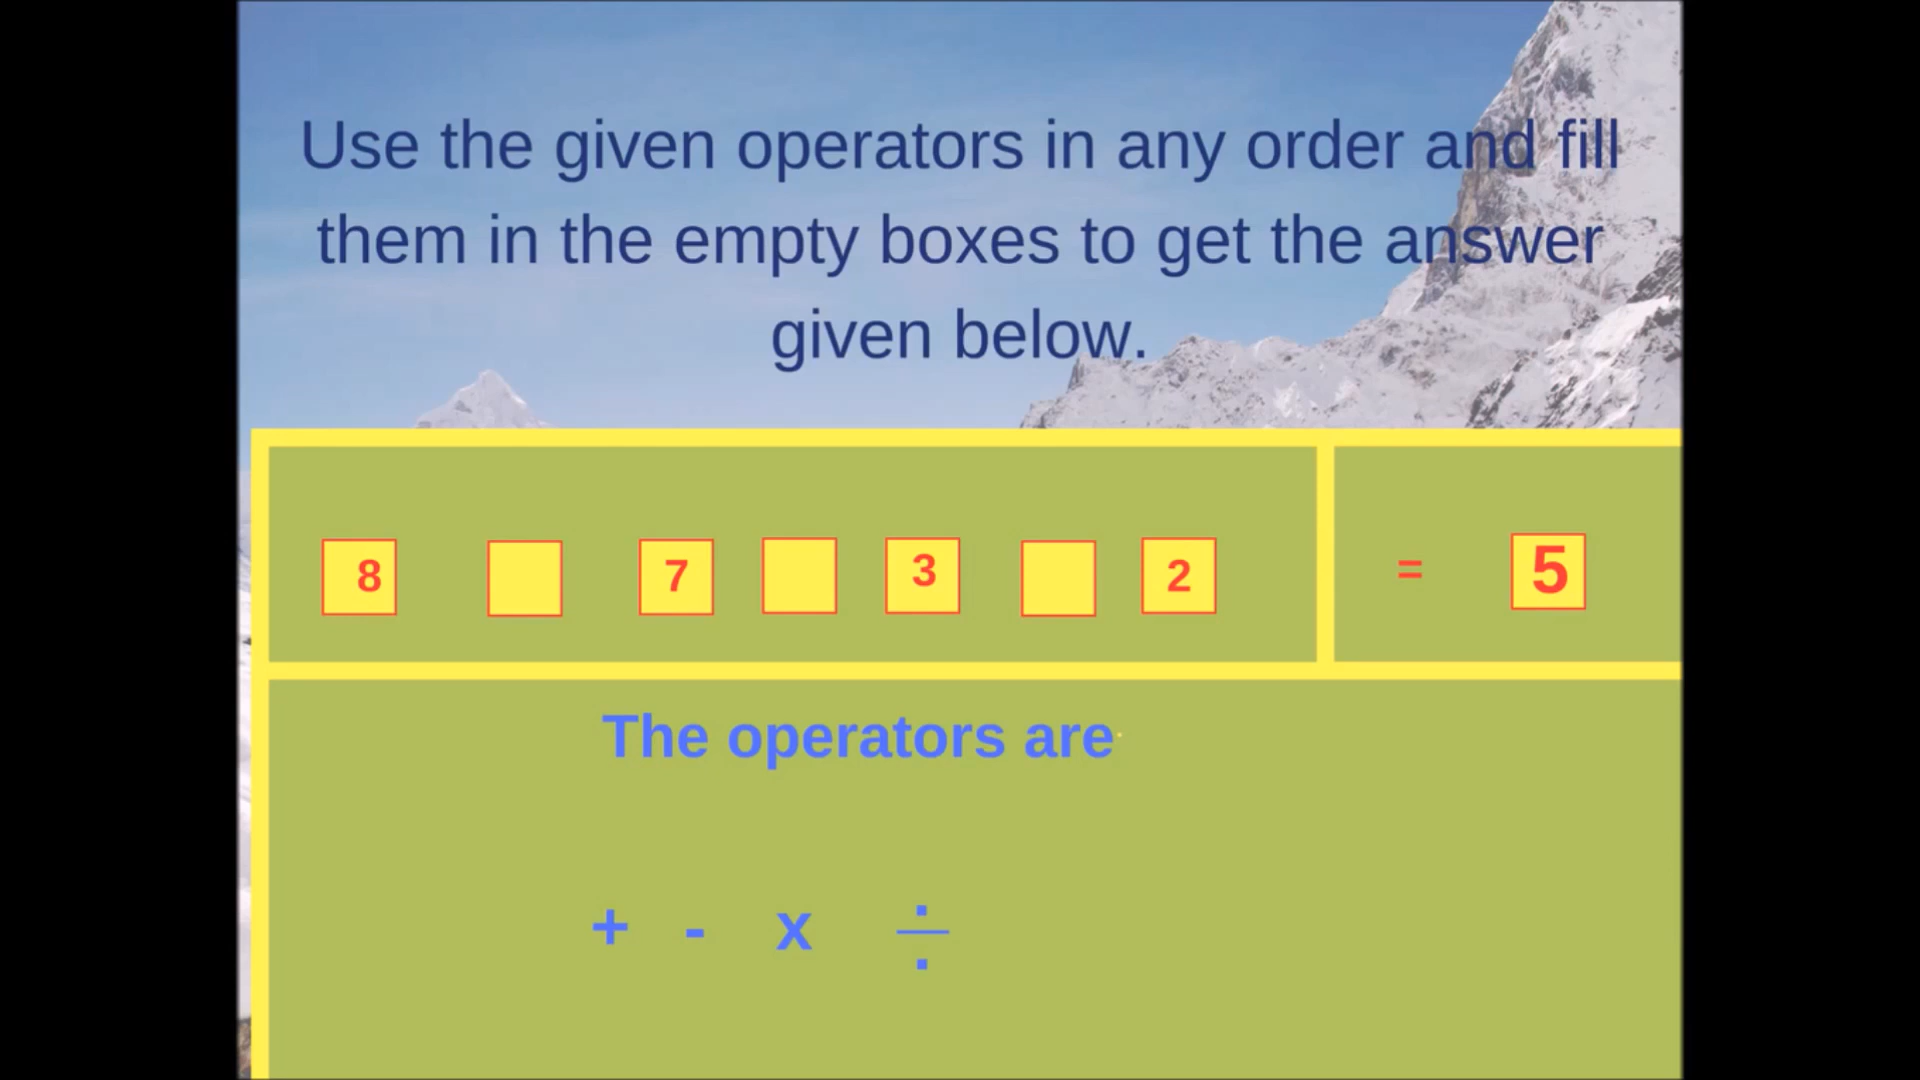 Use the given operators in any order and fill
them in the empty boxes to get the answer
given below.
8 7 3 2 = 5
The operators are
+ - x ÷